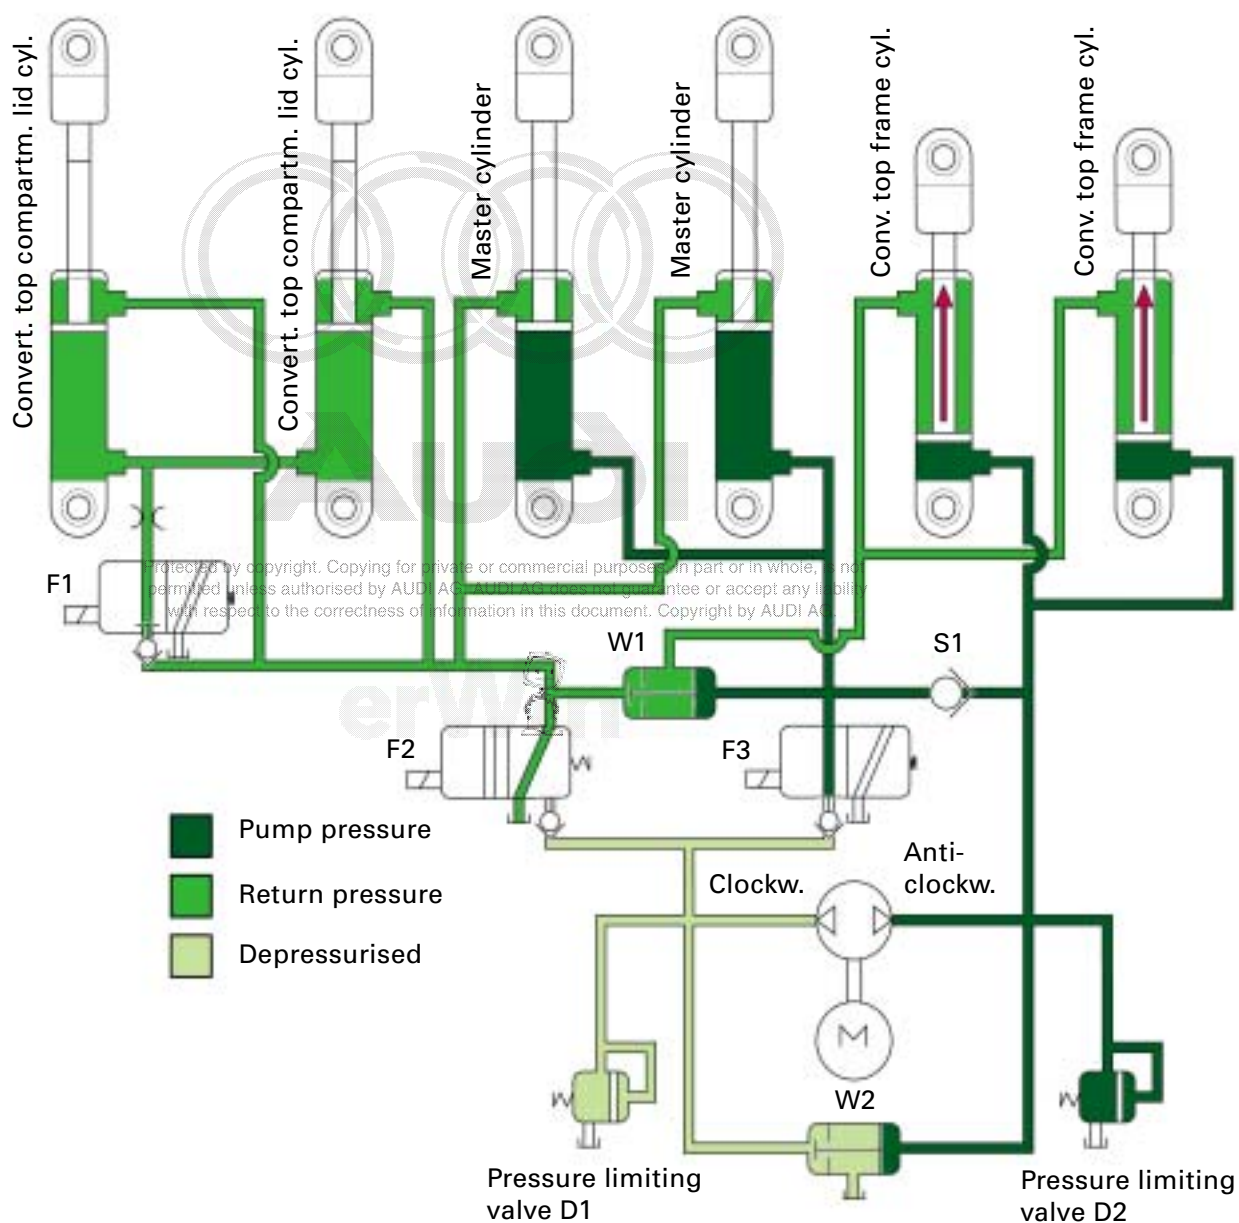 Convert. top compartm. lid cyl.
Convert. top compartm. lid cyl.
Master cylinder
Master cylinder
Conv. top frame cyl.
Conv. top frame cyl.
Audi
Protected by copyright. Copying for private or commercial purposes, in part or in whole, is not
permitted unless authorised by AUDI AG. AUDI AG does not guarantee or accept any liability
with respect to the correctness of information in this document. Copyright by AUDI AG.
F1
W1
S1
erWin
F2
F3
Pump pressure
Return pressure
Depressurised
Clockw.
Anti-
clockw.
M
W2
Pressure limiting
valve D1
Pressure limiting
valve D2